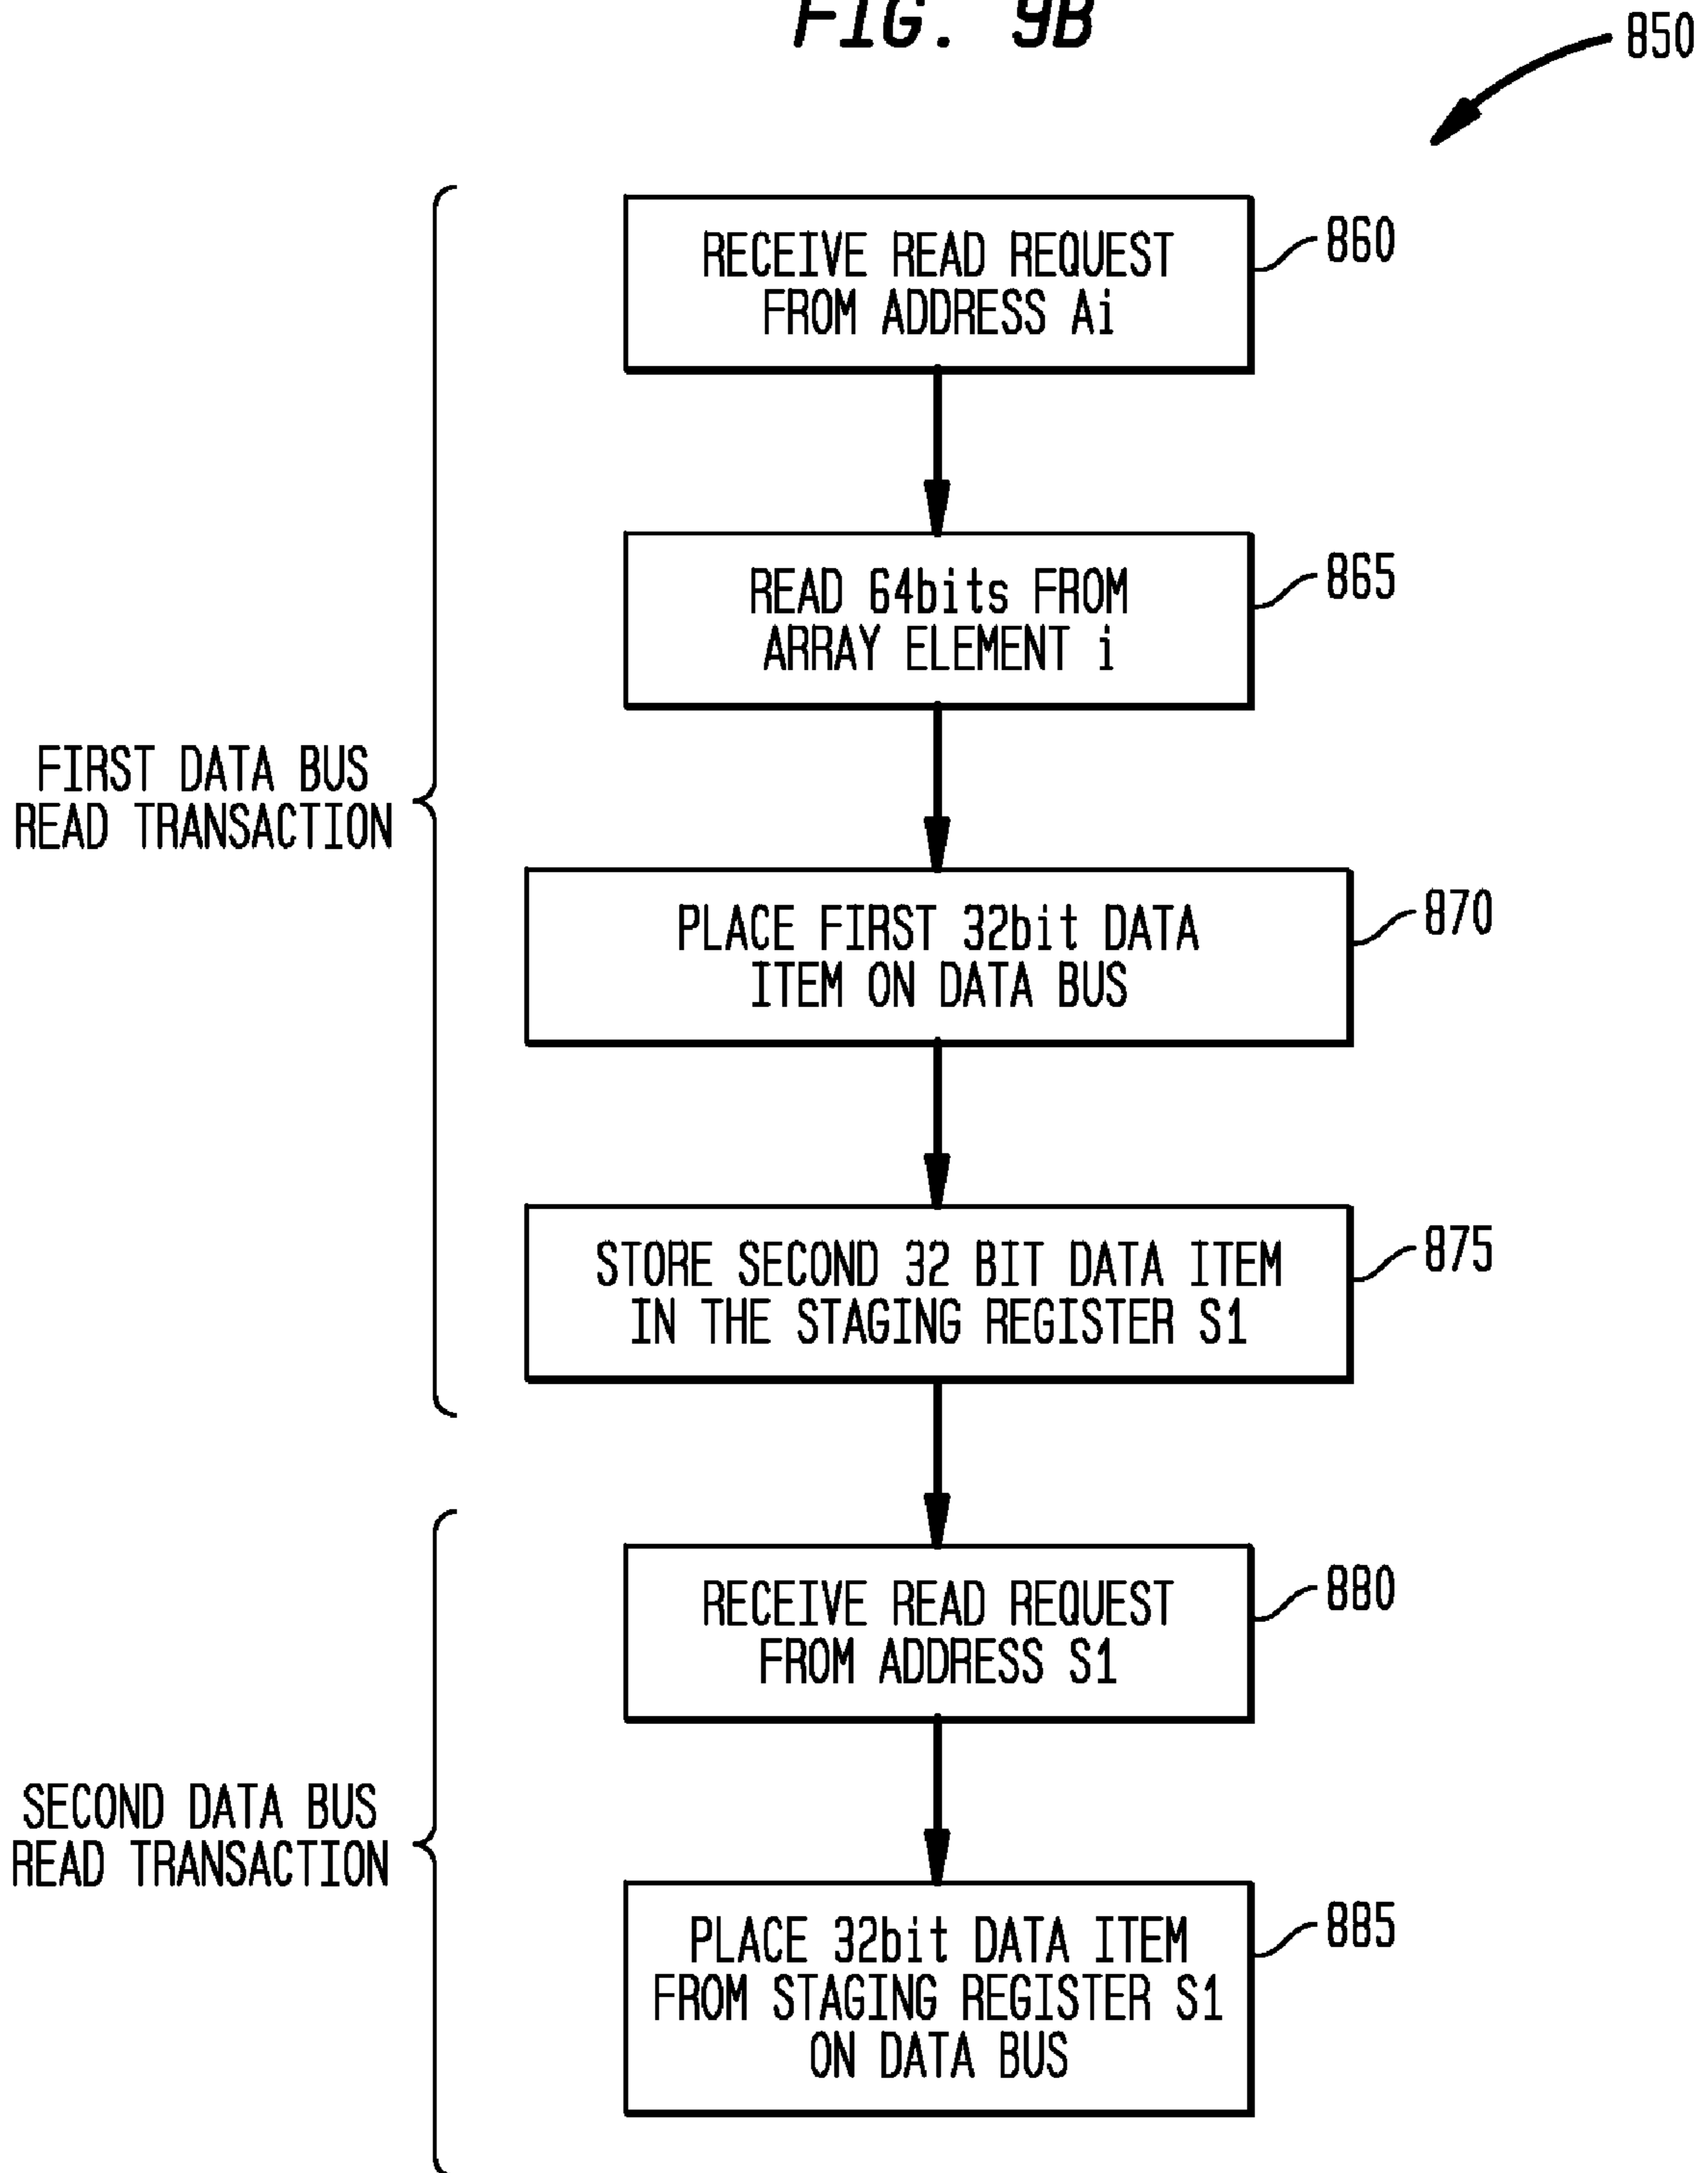 FIG. 9B
850
RECEIVE READ REQUEST
FROM ADDRESS Ai
860
READ 64bits FROM
ARRAY ELEMENT i
865
FIRST DATA BUS
READ TRANSACTION
PLACE FIRST 32bit DATA
ITEM ON DATA BUS
870
STORE SECOND 32 BIT DATA ITEM
IN THE STAGING REGISTER S1
875
RECEIVE READ REQUEST
FROM ADDRESS S1
880
SECOND DATA BUS
READ TRANSACTION
PLACE 32bit DATA ITEM
FROM STAGING REGISTER S1
ON DATA BUS
885